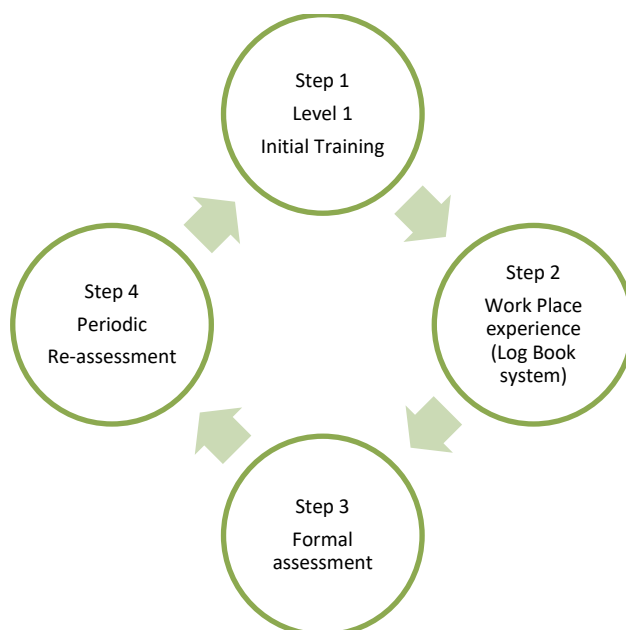 Step 1
Level 1
Initial Training
Step 2
Work Place
experience
(Log Book
system)
Step 3
Formal
assessment
Step 4
Periodic
Re-assessment